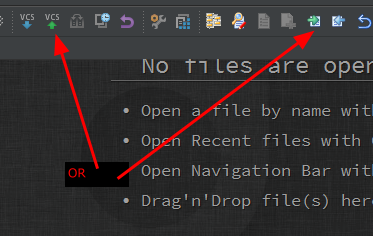 VCS VCS
No files are oper
• Open a file by name with
• Open Recent files with
Open Navigation Bar with
• Drag'n'Drop file(s) here
OR